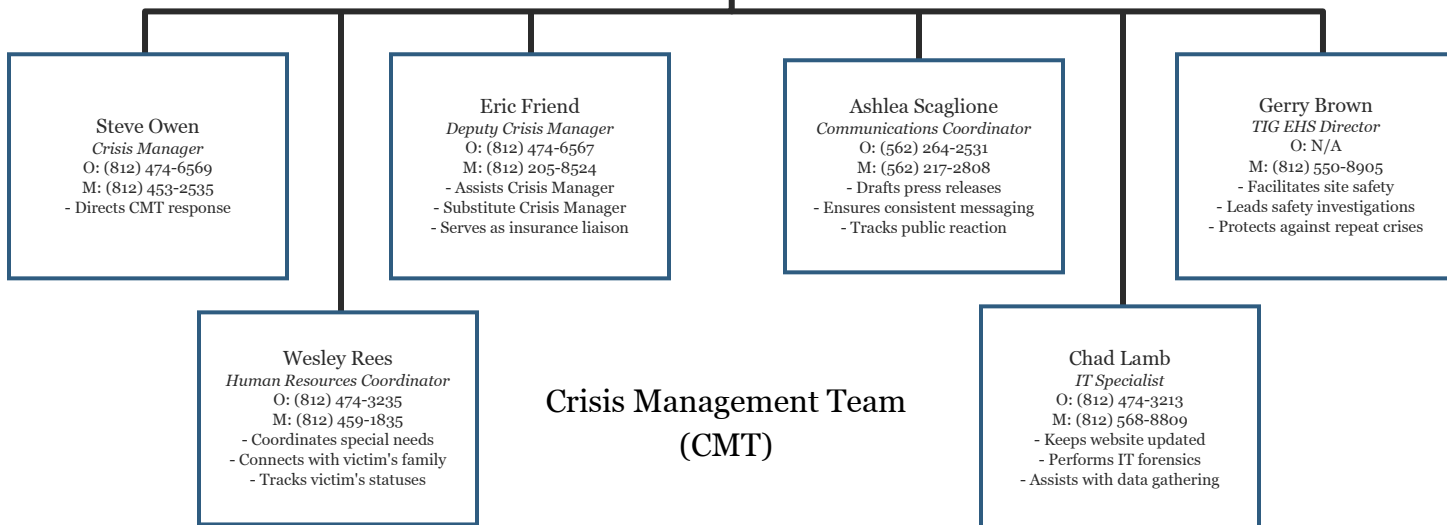 Steve Owen
Crisis Manager
O: (812) 474-6569
M: (812) 453-2535
- Directs CMT response
Eric Friend
Deputy Crisis Manager
O: (812) 474-6567
M: (812) 205-8524
- Assists Crisis Manager
- Substitute Crisis Manager
- Serves as insurance liaison
Ashlea Scaglione
Communications Coordinator
O: (562) 264-2531
M: (562) 217-2808
- Drafts press releases
- Ensures consistent messaging
- Tracks public reaction
Gerry Brown
TIG EHS Director
O: N/A
M: (812) 550-8905
- Facilitates site safety
- Leads safety investigations
- Protects against repeat crises
Wesley Rees
Human Resources Coordinator
O: (812) 474-3235
M: (812) 459-1835
- Coordinates special needs
- Connects with victim's family
- Tracks victim's statuses
Crisis Management Team
(CMT)
Chad Lamb
IT Specialist
O: (812) 474-3213
M: (812) 568-8809
- Keeps website updated
- Performs IT forensics
- Assists with data gathering